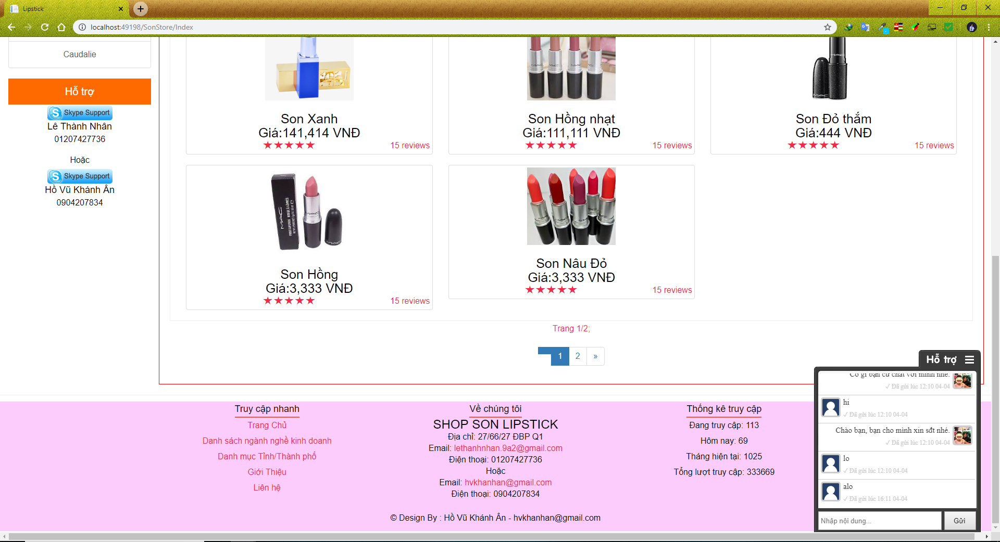 Lipstick
localhost:49198/SonStore/Index
Caudalie
Hỗ trợ
Skype Support
Lê Thành Nhân
01207427736
Hoặc
Skype Support
Hồ Vũ Khánh Ân
0904207834
Son Xanh
Giá:141,414 VNĐ
★★★★★ 15 reviews
Son Hồng nhạt
Giá:111,111 VNĐ
★★★★★ 15 reviews
Son Đỏ thắm
Giá:444 VNĐ
★★★★★ 15 reviews
MAC
Son Hồng
Giá:3,333 VNĐ
★★★★★ 15 reviews
Son Nâu Đỏ
Giá:3,333 VNĐ
★★★★★ 15 reviews
Trang 1/2;
1 2 »
Truy cập nhanh
Trang Chủ
Danh sách ngành nghề kinh doanh
Danh mục Tỉnh/Thành phố
Giới Thiệu
Liên hệ
Về chúng tôi
SHOP SON LIPSTICK
Địa chỉ: 27/66/27 ĐBP Q1
Email: lethanhnhan.9a2@gmail.com
Điện thoại: 01207427736
Hoặc
Email: hvkhanhan@gmail.com
Điện thoại: 0904207834
Thống kê truy cập
Đang truy cập: 113
Hôm nay: 69
Tháng hiện tại: 1025
Tổng lượt truy cập: 333669
© Design By : Hồ Vũ Khánh Ân - hvkhanhan@gmail.com
Hỗ trợ
Có gì bạn cứ chat với mình nhé.
✓ Đã gửi lúc 12:10 04-04
hi
✓ Đã gửi lúc 12:10 04-04
Chào bạn, bạn cho mình xin sđt nhé.
✓ Đã gửi lúc 12:10 04-04
lo
✓ Đã gửi lúc 12:10 04-04
alo
✓ Đã gửi lúc 16:11 04-04
Nhập nội dung...
Gửi